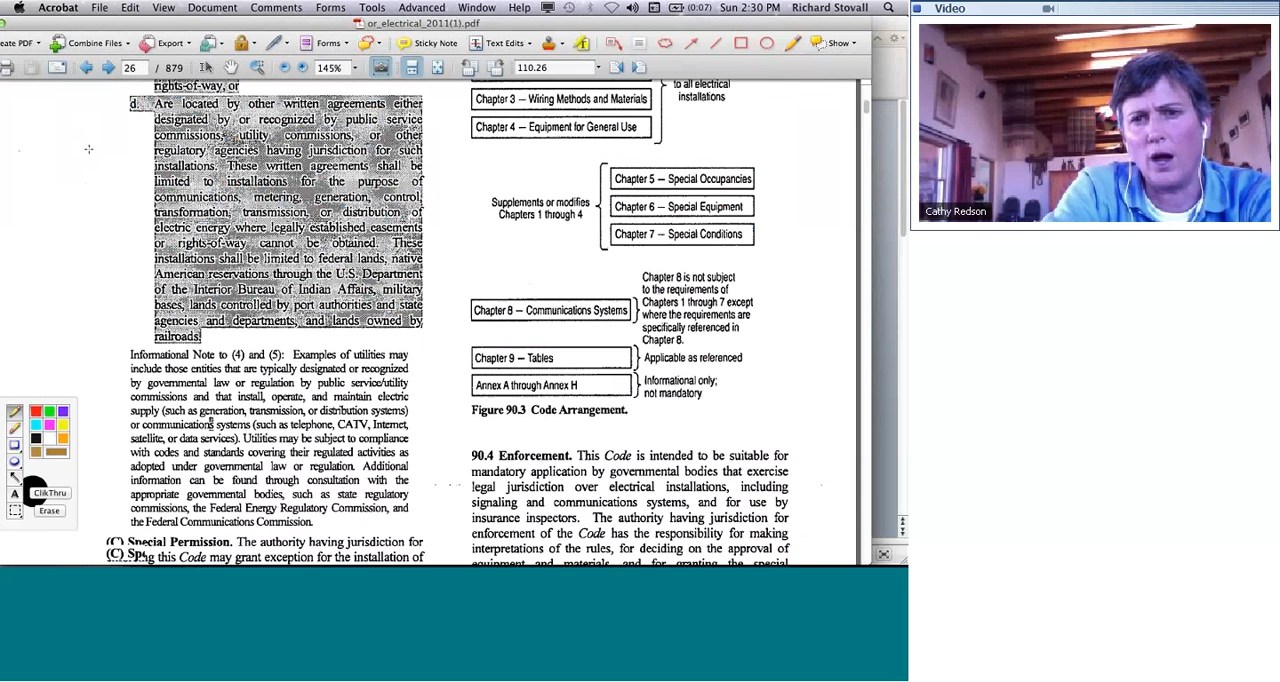 Acrobat File Edit View Document Comments Forms Tools Advanced Window Help (0:07) Sun 2:30 PM Richard Stovall
or_electrical_2011(1).pdf
Combine Files Export Forms Sticky Note Text Edits Show
26 / 879 145% 110.26
rights-of-way, or
d. Are located by other written agreements either
designated by or recognized by public service
commissions, utility commissions, or other
regulatory agencies having jurisdiction for such
installations. These written agreements shall be
limited to installations for the purpose of
communications, metering, generation, control,
transformation, transmission, or distribution of
electric energy where legally established easements
or rights-of-way cannot be obtained. These
installations shall be limited to federal lands, native
American reservations through the U.S. Department
of the Interior Bureau of Indian Affairs, military
bases, lands controlled by port authorities and state
agencies and departments, and lands owned by
railroads.
Informational Note to (4) and (5): Examples of utilities may
include those entities that are typically designated or recognized
by governmental law or regulation by public service/utility
commissions and that install, operate, and maintain electric
supply (such as generation, transmission, or distribution systems)
or communications systems (such as telephone, CATV, Internet,
satellite, or data services). Utilities may be subject to compliance
with codes and standards covering their regulated activities as
adopted under governmental law or regulation. Additional
information can be found through consultation with the
appropriate governmental bodies, such as state regulatory
commissions, the Federal Energy Regulatory Commission, and
the Federal Communications Commission.
(C) Special Permission. The authority having jurisdiction for
(C) Spe
ing this Code may grant exception for the installation of
to all electrical
installations
Chapter 3 – Wiring Methods and Materials
Chapter 4 – Equipment for General Use
Supplements or modifies
Chapters 1 through 4
Chapter 5 – Special Occupancies
Chapter 6 – Special Equipment
Chapter 7 – Special Conditions
Chapter 8 – Communications Systems
Chapter 8 is not subject
to the requirements of
Chapters 1 through 7 except
where the requirements are
specifically referenced in
Chapter 8.
Chapter 9 – Tables
Applicable as referenced
Annex A through Annex H
Informational only;
not mandatory
Figure 90.3 Code Arrangement.
90.4 Enforcement. This Code is intended to be suitable for
mandatory application by governmental bodies that exercise
legal jurisdiction over electrical installations, including
signaling and communications systems, and for use by
insurance inspectors. The authority having jurisdiction for
enforcement of the Code has the responsibility for making
interpretations of the rules, for deciding on the approval of
equipment and materials, and for granting the special
A
ClikThru
Erase
Video
Cathy Redson